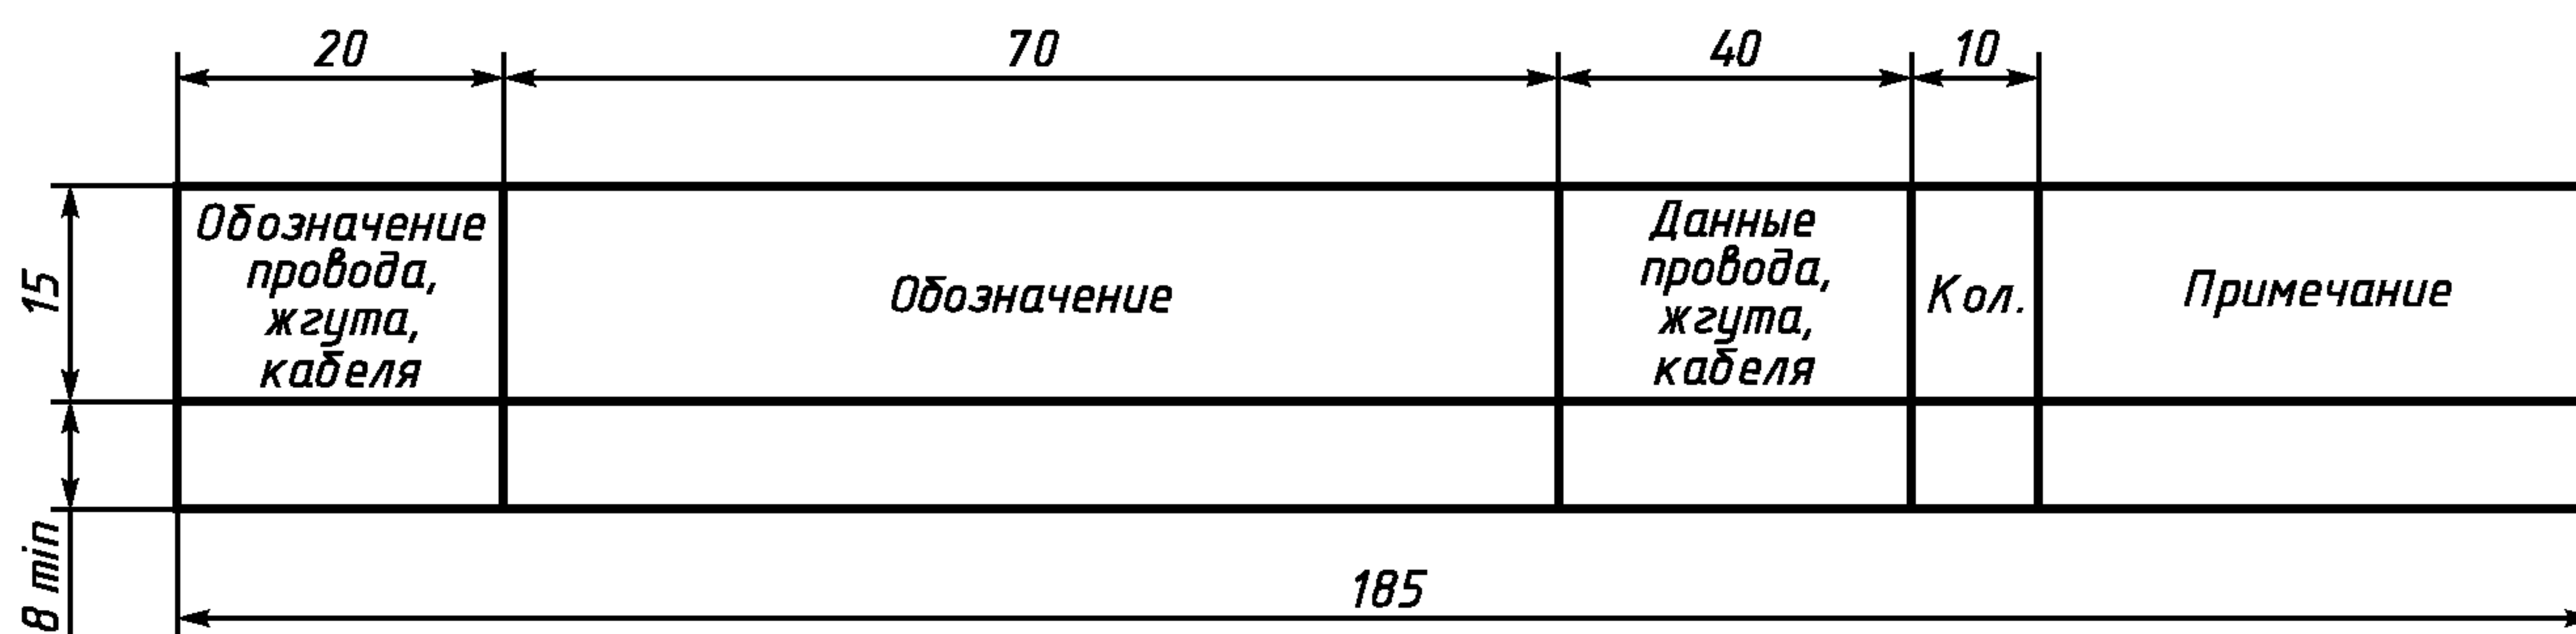 20 70 40 10
Обозначение
провода,
жгута,
кабеля
Обозначение
Данные
провода,
жгута,
кабеля
Кол.
Примечание
15
8 min
185